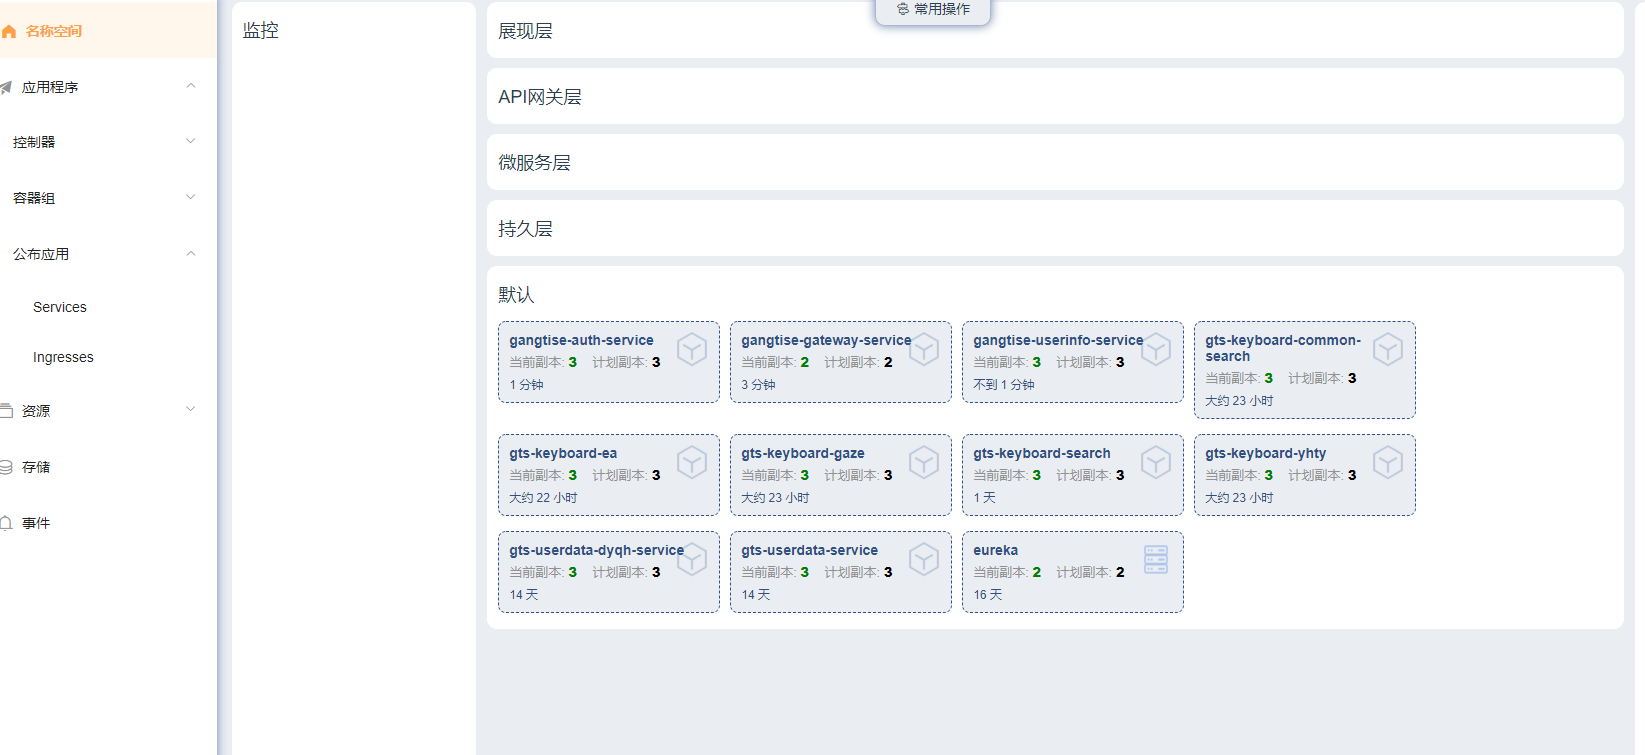 名称空间
应用程序
控制器
容器组
公布应用
Services
Ingresses
资源
存储
事件
监控
常用操作
展现层
API网关层
微服务层
持久层
默认
gangtise-auth-service
当前副本: 3 计划副本: 3
1 分钟
gangtise-gateway-service
当前副本: 2 计划副本: 2
3 分钟
gangtise-userinfo-service
当前副本: 3 计划副本: 3
不到 1 分钟
gts-keyboard-common-
search
当前副本: 3 计划副本: 3
大约 23 小时
gts-keyboard-ea
当前副本: 3 计划副本: 3
大约 22 小时
gts-keyboard-gaze
当前副本: 3 计划副本: 3
大约 23 小时
gts-keyboard-search
当前副本: 3 计划副本: 3
1 天
gts-keyboard-yhty
当前副本: 3 计划副本: 3
大约 23 小时
gts-userdata-dyqh-service
当前副本: 3 计划副本: 3
14 天
gts-userdata-service
当前副本: 3 计划副本: 3
14 天
eureka
当前副本: 2 计划副本: 2
16 天